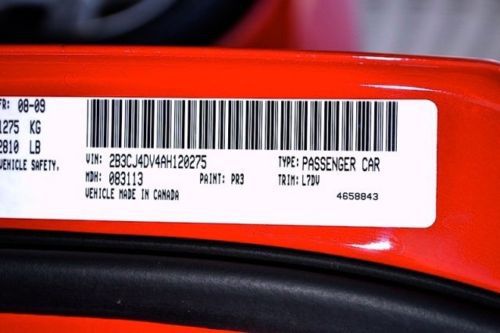 FR: 08-09
1275 KG
2810 LB
VEHICLE SAFETY.
VIN: 2B3CJ4DV4AH120275 TYPE: PASSENGER CAR
MDH: 083113 PAINT: PR3 TRIM: L7DV
VEHICLE MADE IN CANADA 4658843